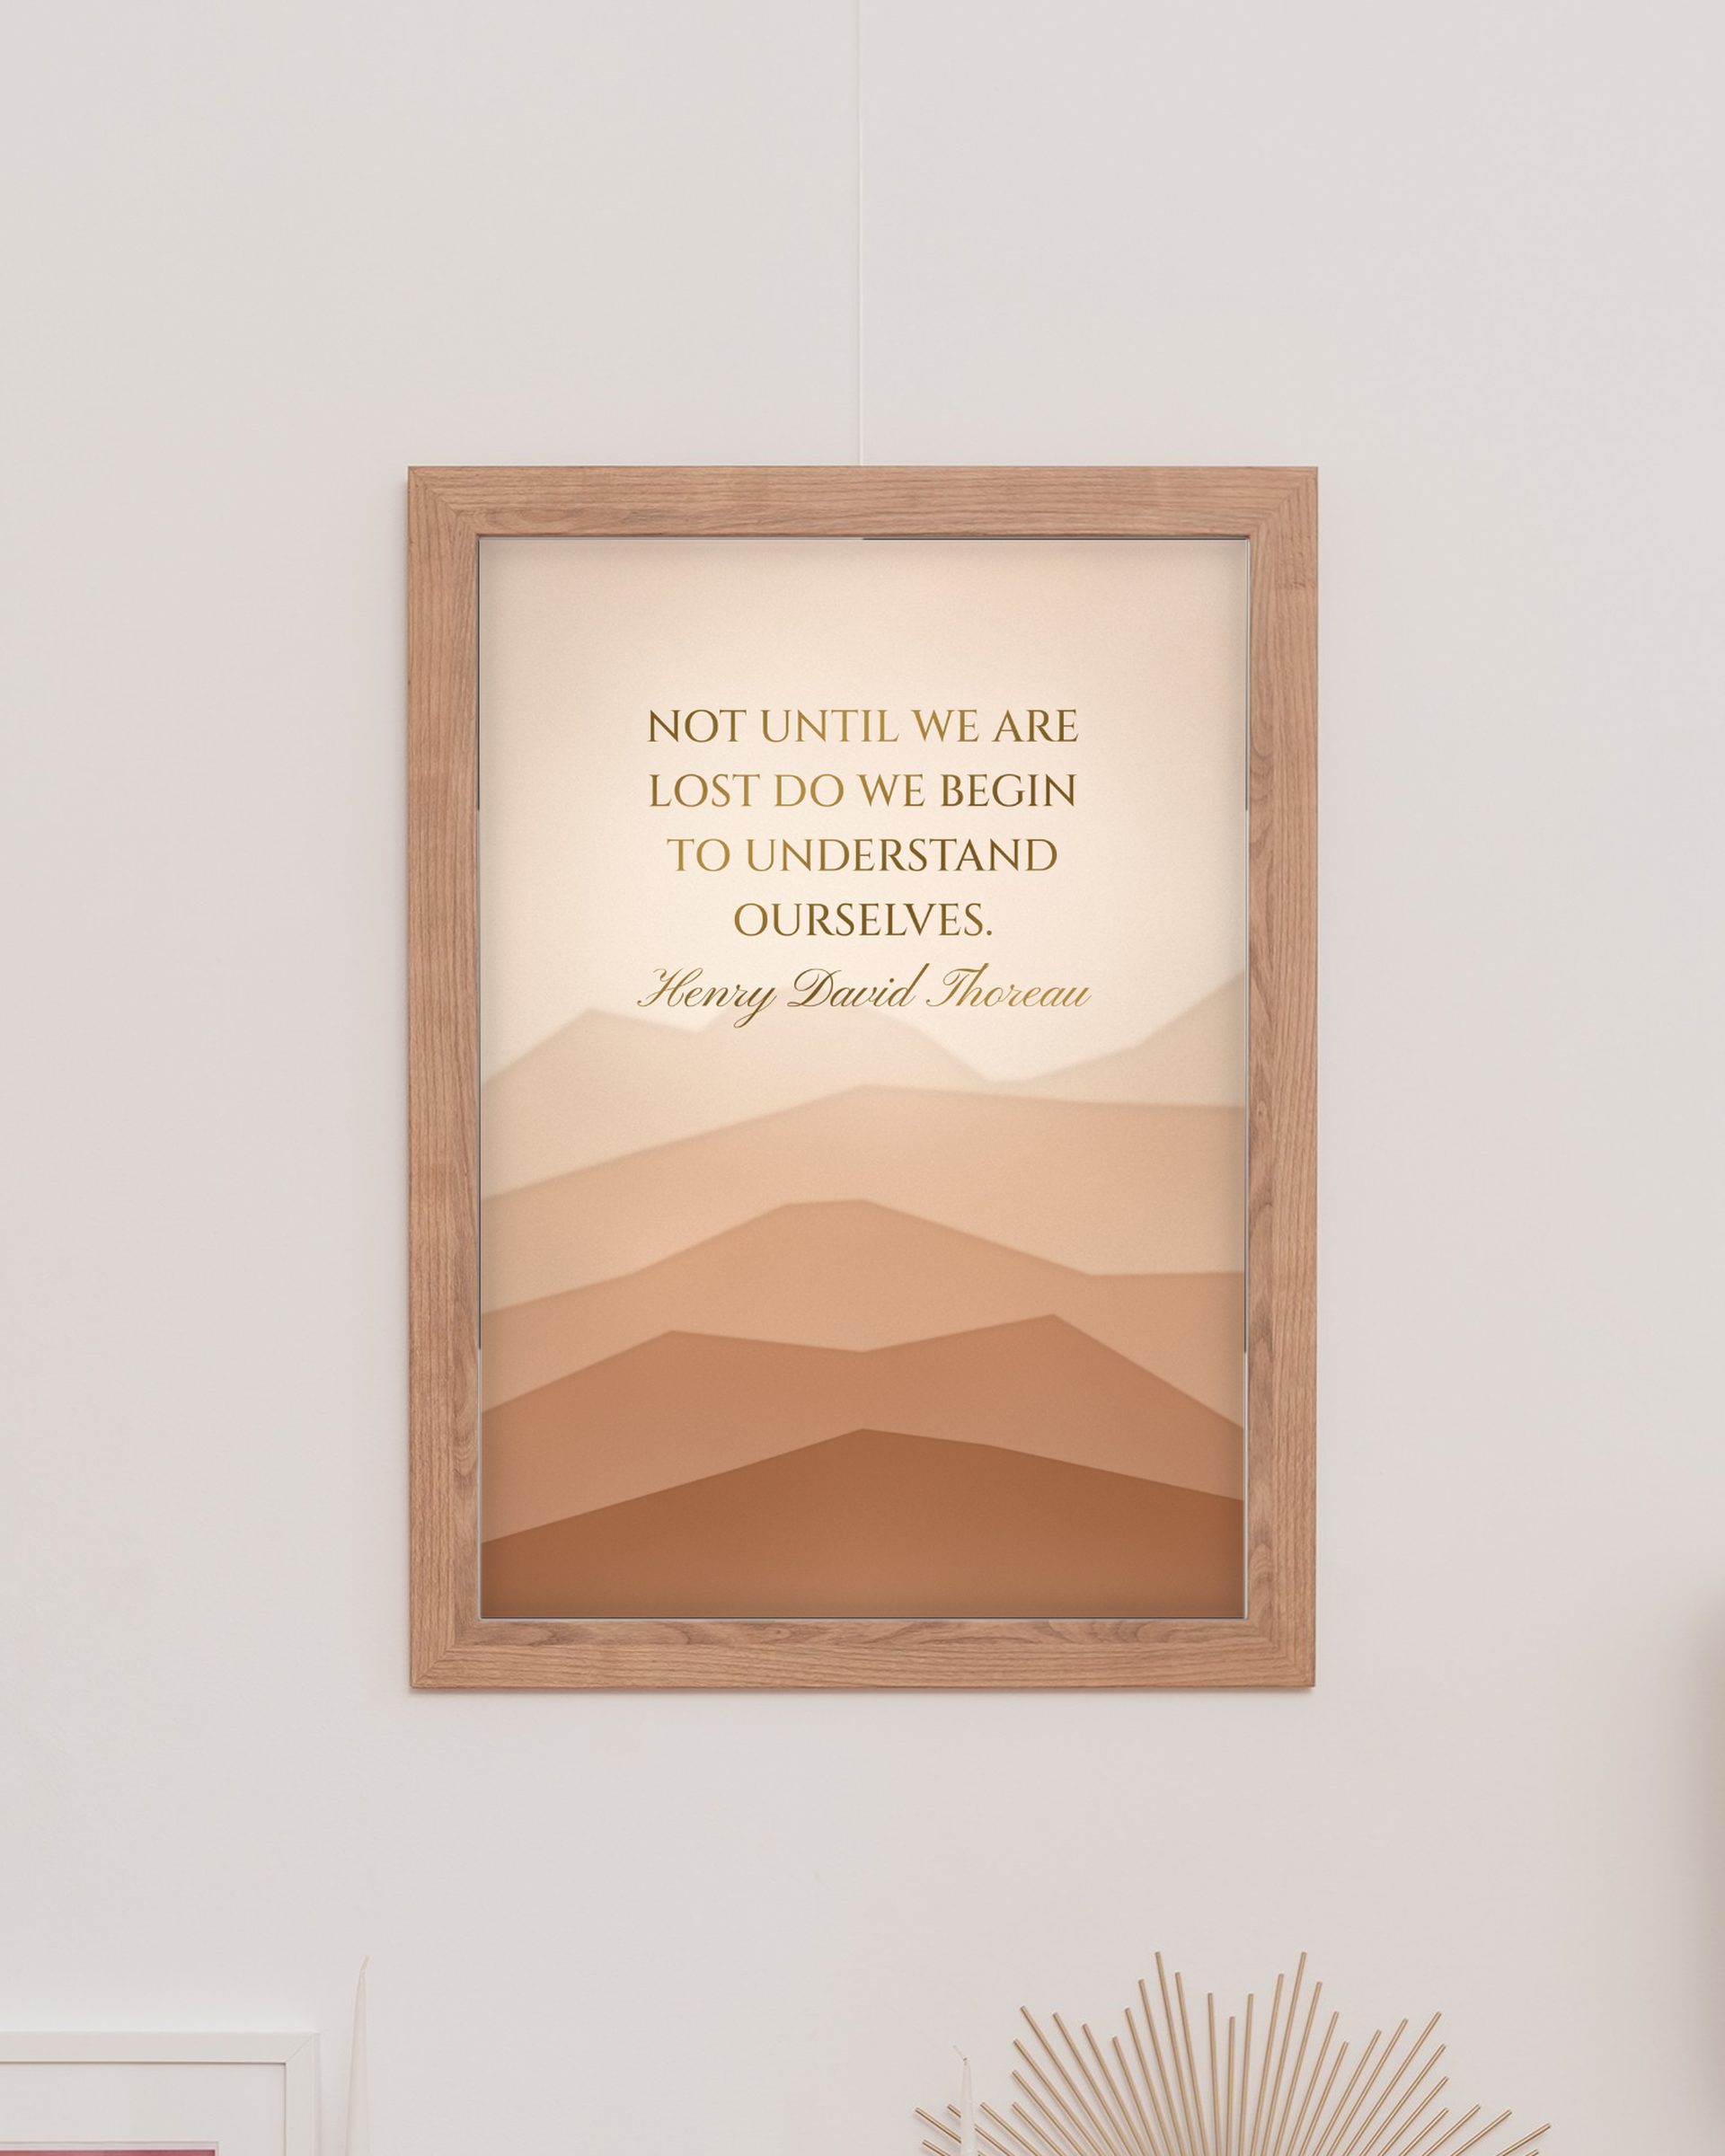 NOT UNTIL WE ARE
LOST DO WE BEGIN
TO UNDERSTAND
OURSELVES.
Henry David Thoreau